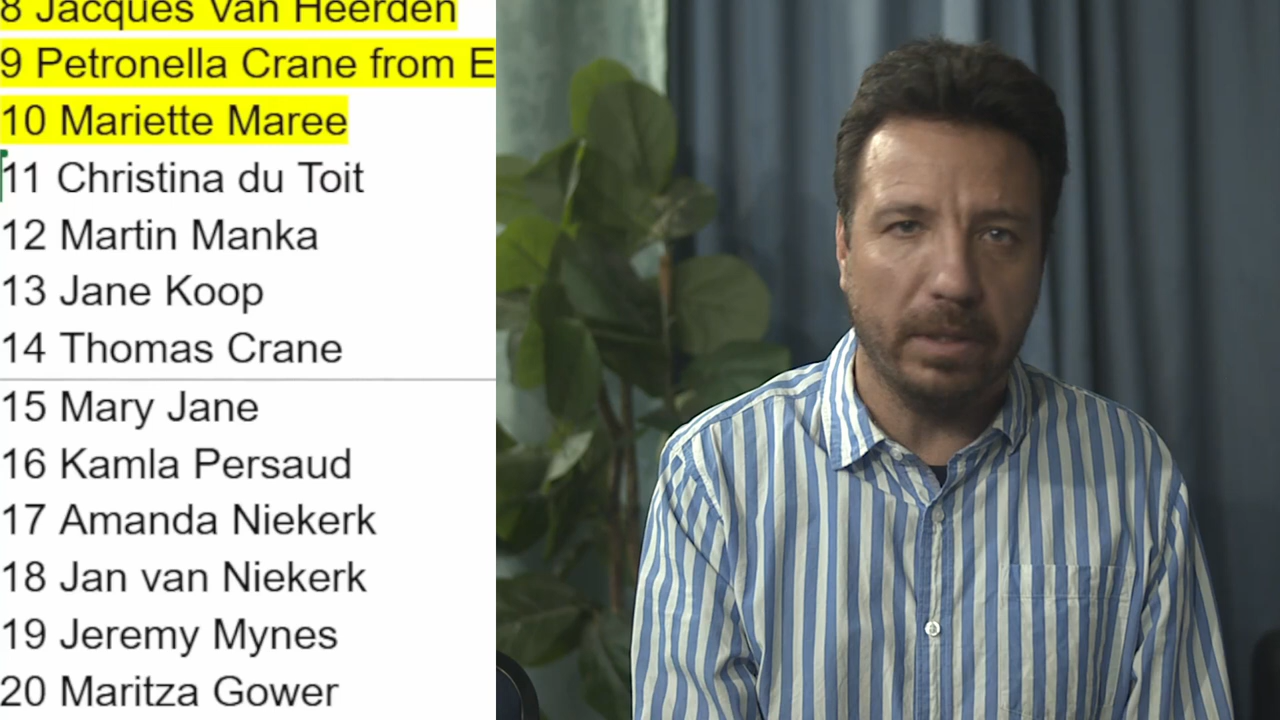 8 Jacques Van Heerden
9 Petronella Crane from E
10 Mariette Maree
11 Christina du Toit
12 Martin Manka
13 Jane Koop
14 Thomas Crane
15 Mary Jane
16 Kamla Persaud
17 Amanda Niekerk
18 Jan van Niekerk
19 Jeremy Mynes
20 Maritza Gower